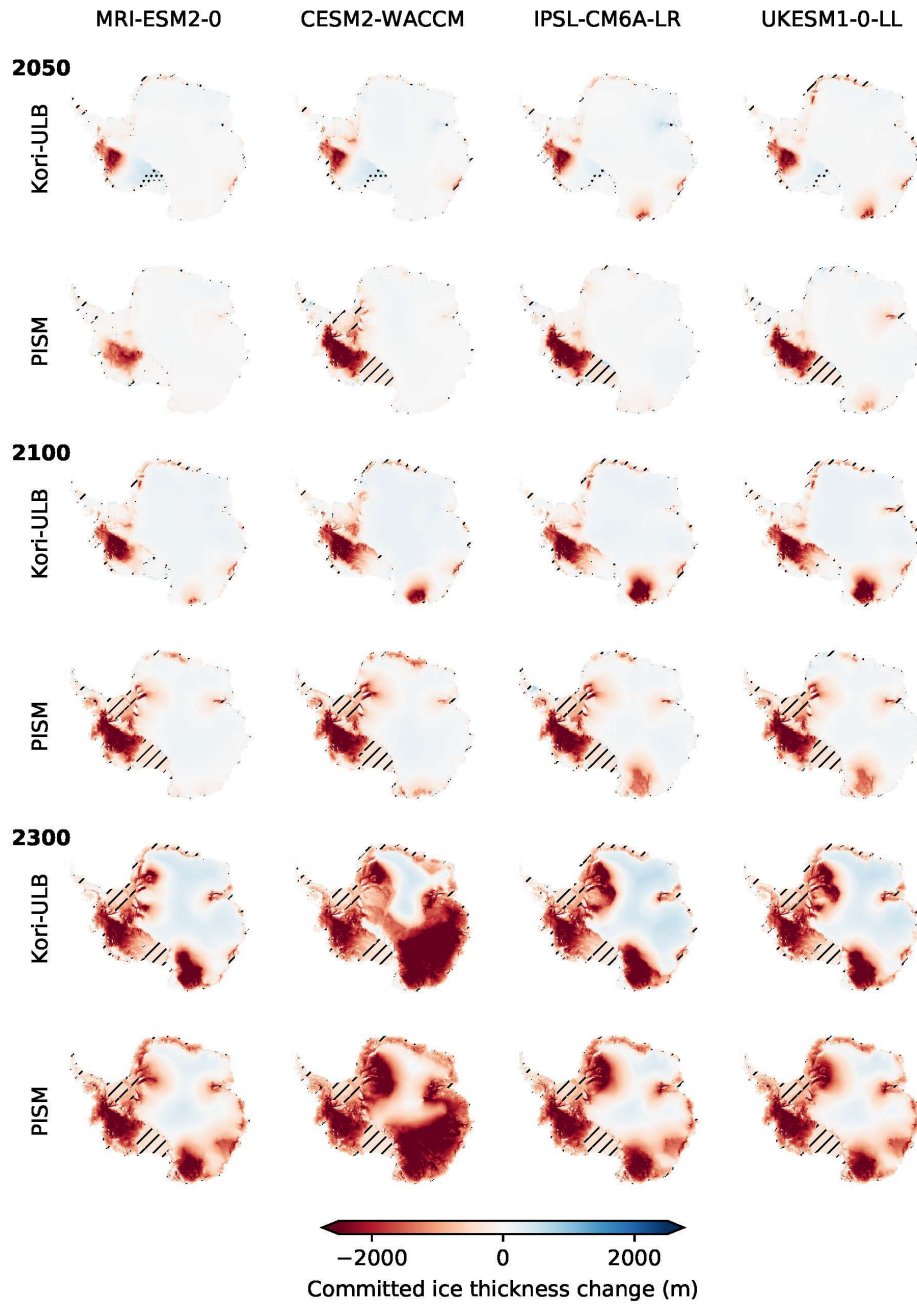 MRI-ESM2-0 CESM2-WACCM IPSL-CM6A-LR UKESM1-0-LL
2050
Kori-ULB
PISM
2100
Kori-ULB
PISM
2300
Kori-ULB
PISM
−2000 0 2000
Committed ice thickness change (m)